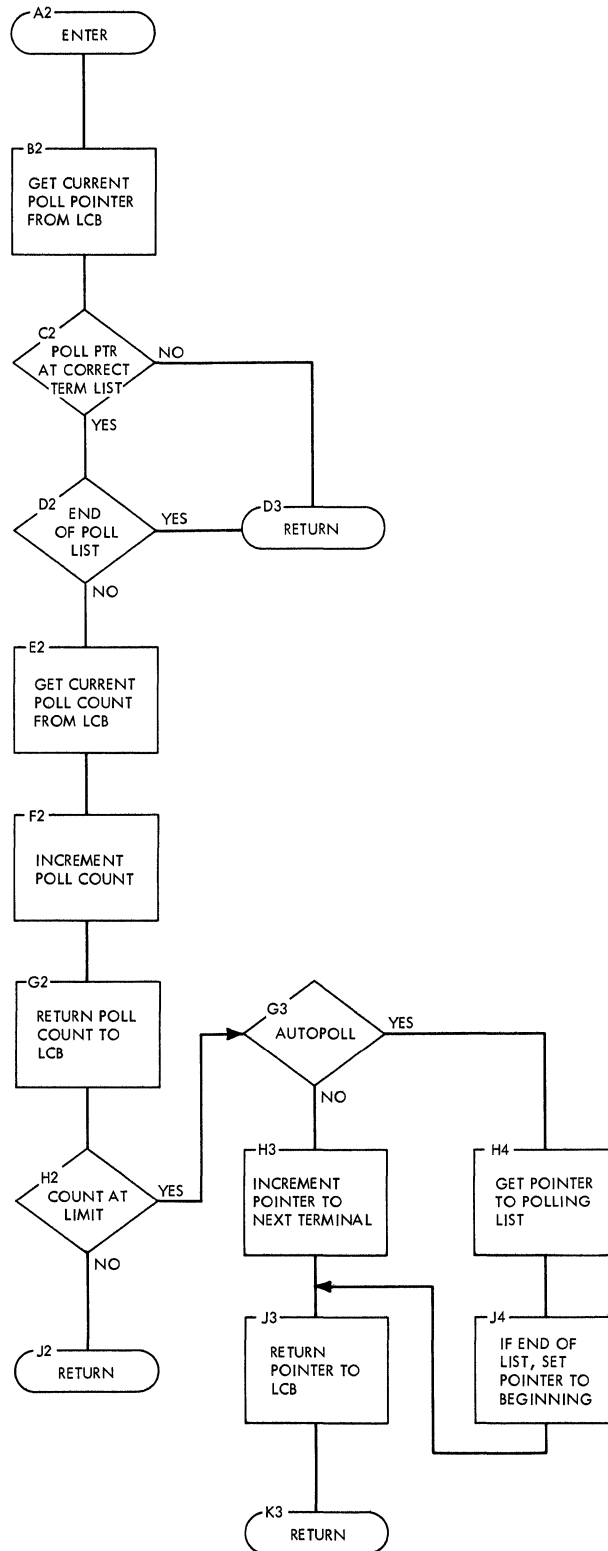 A2
ENTER
B2
GET CURRENT
POLL POINTER
FROM LCB
C2
POLL PTR
AT CORRECT
TERM LIST
NO
YES
D2
END
OF POLL
LIST
YES
D3
RETURN
NO
E2
GET CURRENT
POLL COUNT
FROM LCB
F2
INCREMENT
POLL COUNT
G2
RETURN POLL
COUNT TO
LCB
G3
AUTOPOLL
YES
NO
H2
COUNT AT
LIMIT
YES
NO
H3
INCREMENT
POINTER TO
NEXT TERMINAL
H4
GET POINTER
TO POLLING
LIST
J2
RETURN
J3
RETURN
POINTER TO
LCB
J4
IF END OF
LIST, SET
POINTER TO
BEGINNING
K3
RETURN